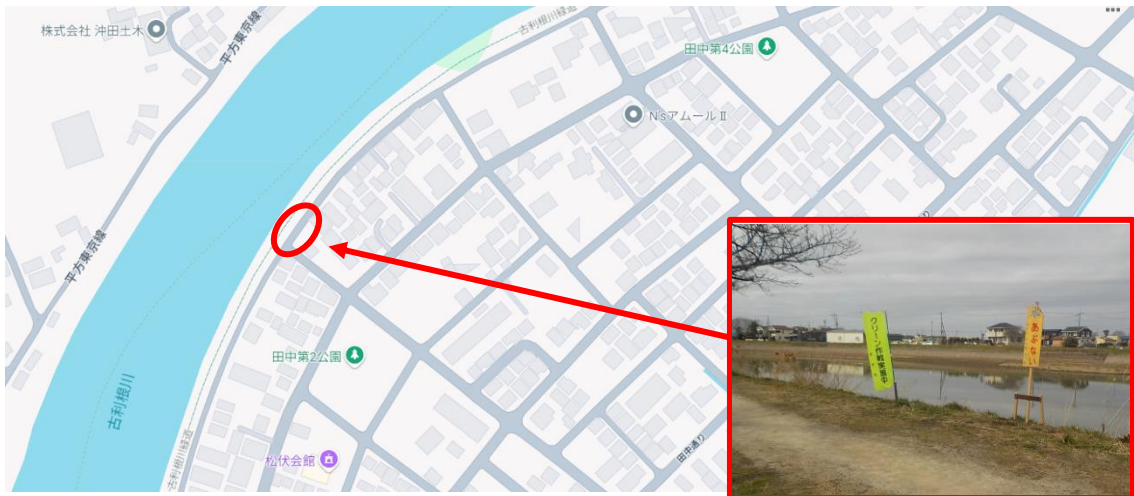 株式会社 沖田土木
平方東京線
古利根川緑道
田中第4公園
N'sアムールⅡ
平方東京線
田中第2公園
古利根川
古利根川緑道
松伏会館
田中通り
り
クリーン作戦実施中
あぶない